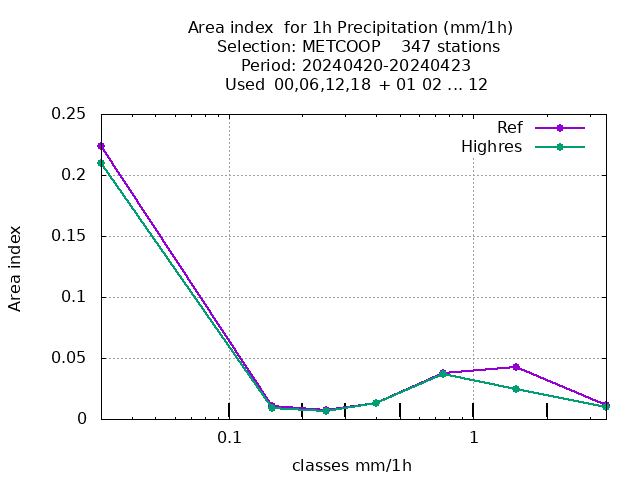 Area index  for 1h Precipitation (mm/1h)
Selection: METCOOP    347 stations
Period: 20240420-20240423
Used  00,06,12,18 + 01 02 ... 12
Ref
Highres
0.25
0.2
0.15
0.1
0.05
0
Area index
0.1
1
classes mm/1h